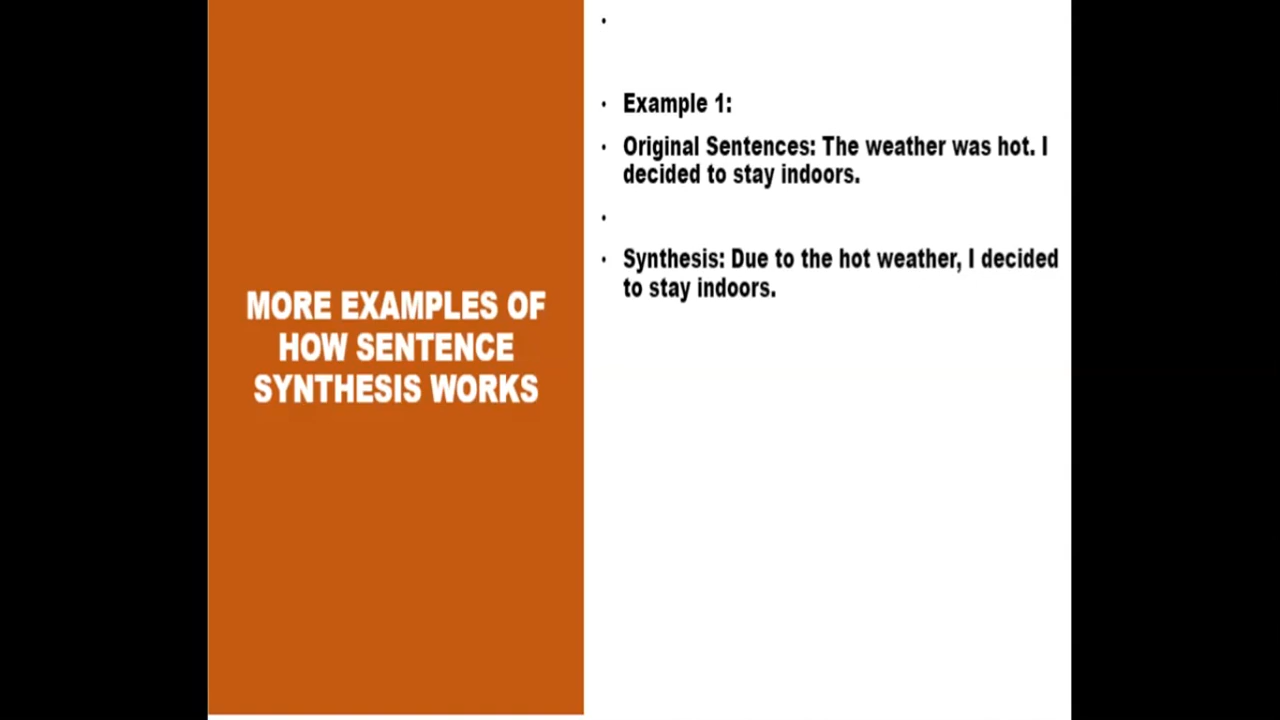 MORE EXAMPLES OF
HOW SENTENCE
SYNTHESIS WORKS
• Example 1:
• Original Sentences: The weather was hot. I
decided to stay indoors.
• Synthesis: Due to the hot weather, I decided
to stay indoors.